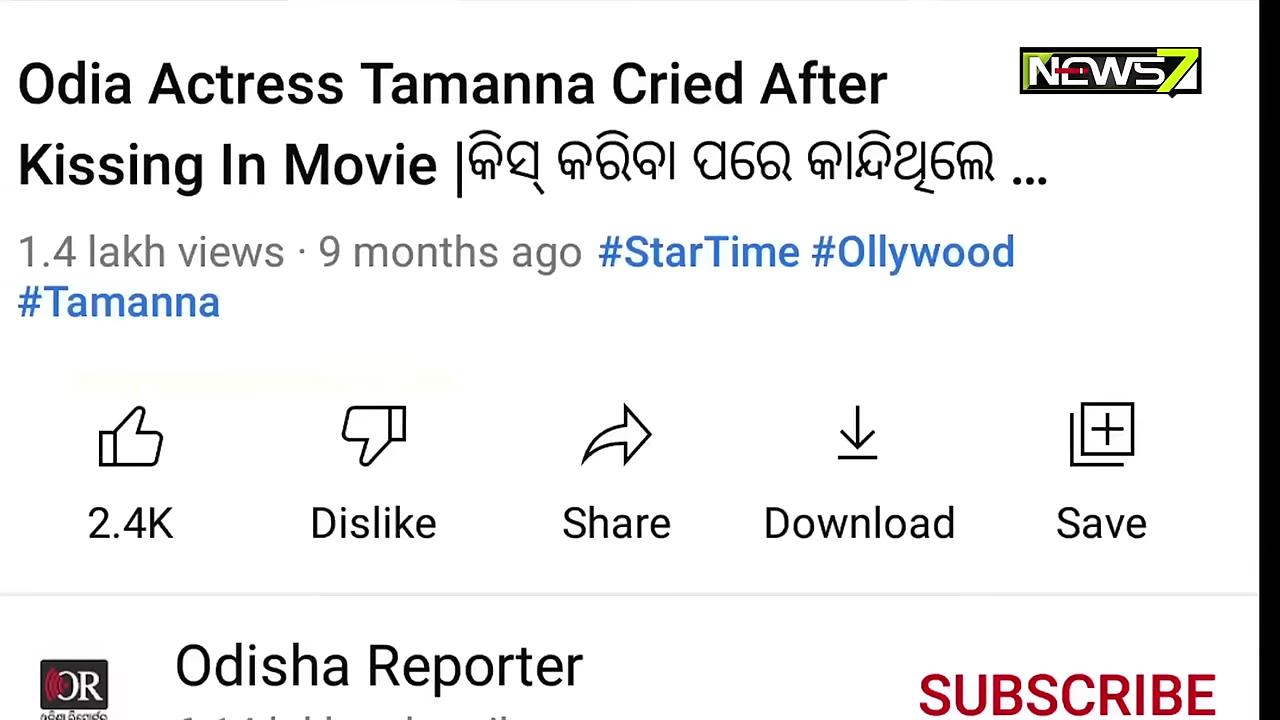 NEWS7
Odia Actress Tamanna Cried After
Kissing In Movie |କିସ୍ କରିବା ପରେ କାନ୍ଦିଥିଲେ ...
1.4 lakh views · 9 months ago #StarTime #Ollywood
#Tamanna
2.4K Dislike Share Download Save
OR
Odisha Reporter
SUBSCRIBE